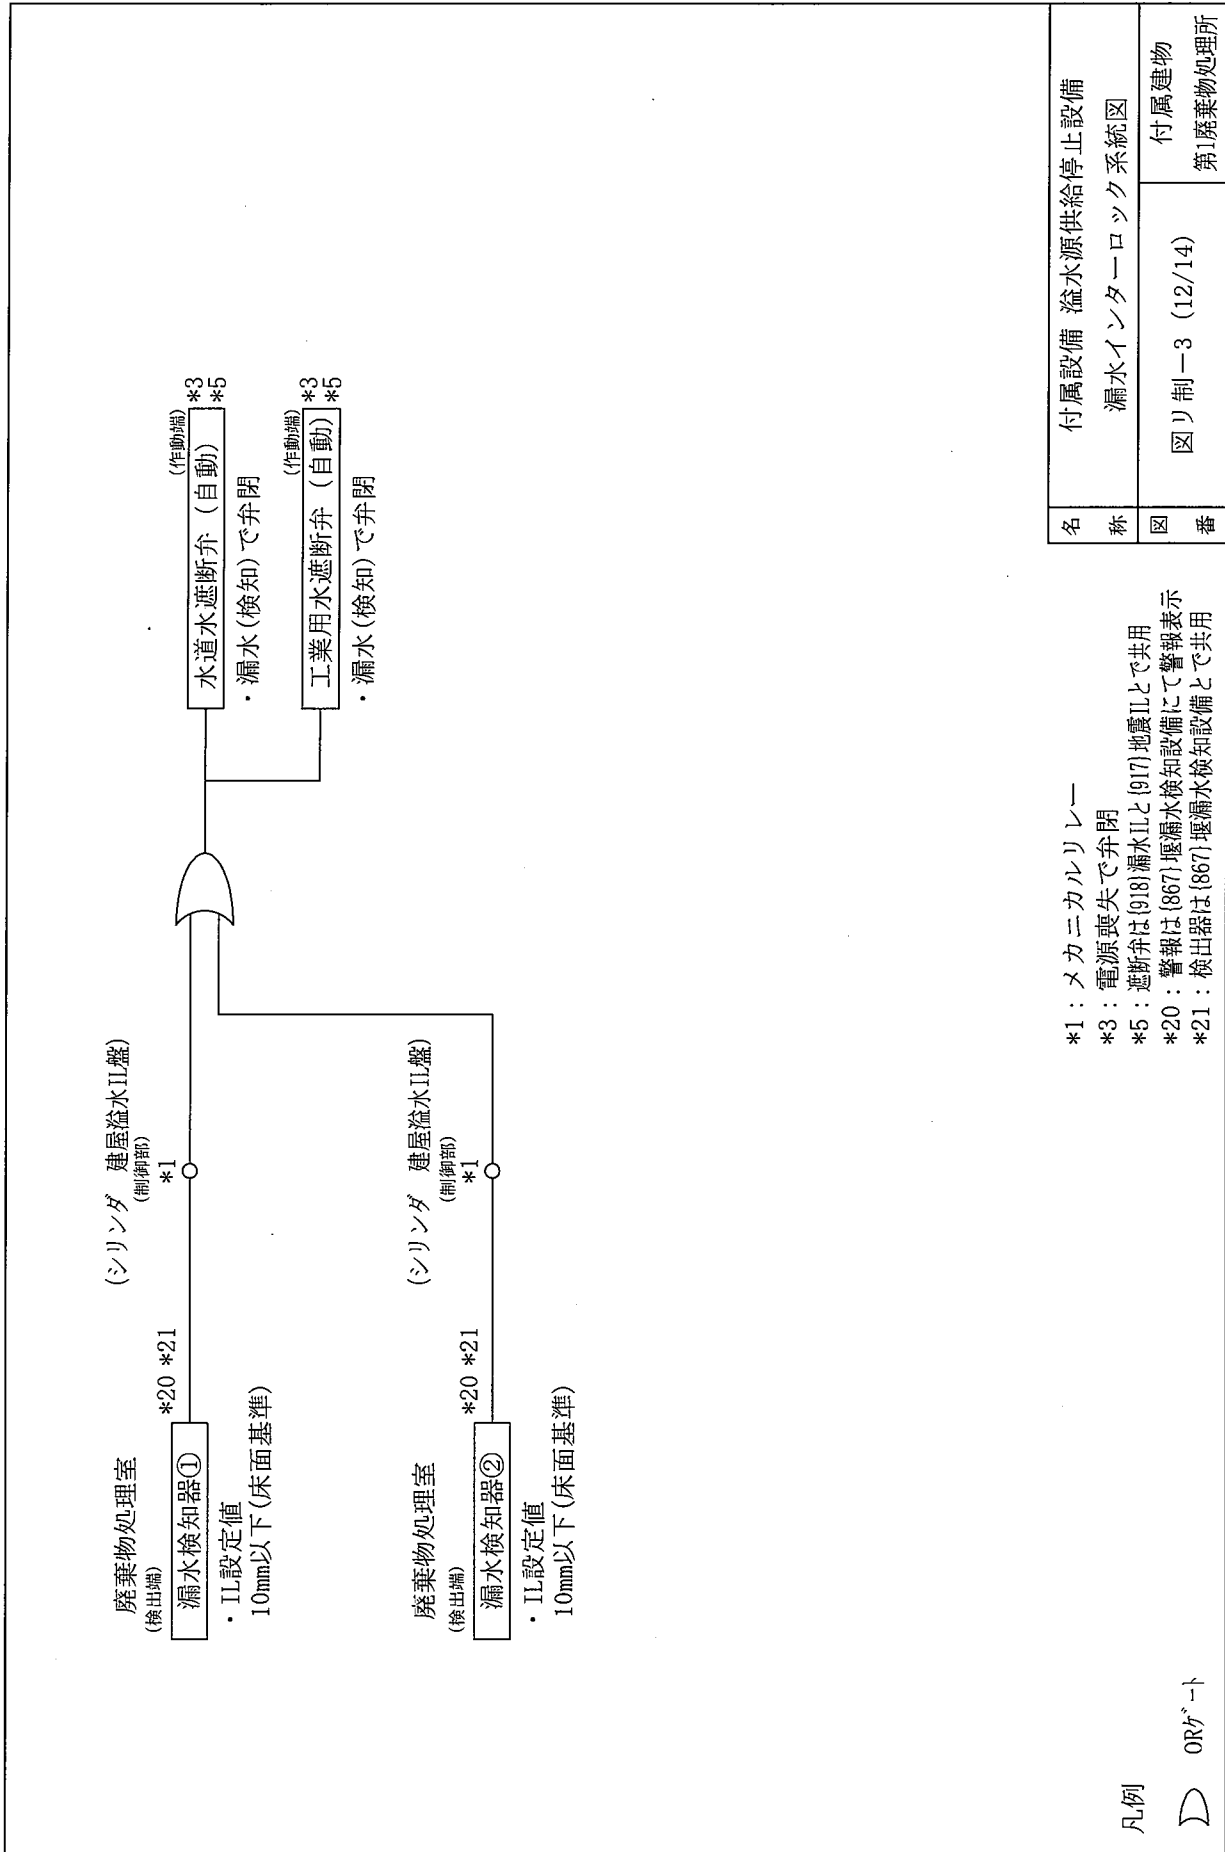 廃棄物処理室
(検出端)
漏水検知器①
*20 *21
・IL設定値
10mm以下(床面基準)
(シリンダ 建屋溢水IL盤)
(制御部)
*1
(作動端)
水道水遮断弁 (自動)
*3
*5
・漏水(検知)で弁閉
(作動端)
工業用水遮断弁 (自動)
*3
*5
・漏水(検知)で弁閉
廃棄物処理室
(検出端)
漏水検知器②
*20 *21
・IL設定値
10mm以下(床面基準)
(シリンダ 建屋溢水IL盤)
(制御部)
*1
凡例
ORゲート
*1:メカニカルリレー
*3:電源喪失で弁閉
*5:遮断弁は{918}漏水ILと{917}地震ILとで共用
*20:警報は{867}堰漏水検知設備にて警報表示
*21:検出器は{867}堰漏水検知設備とで共用
名称
付属設備 溢水源供給停止設備
漏水インターロック系統図
図番
図リ制-3 (12/14)
付属建物
第1廃棄物処理所